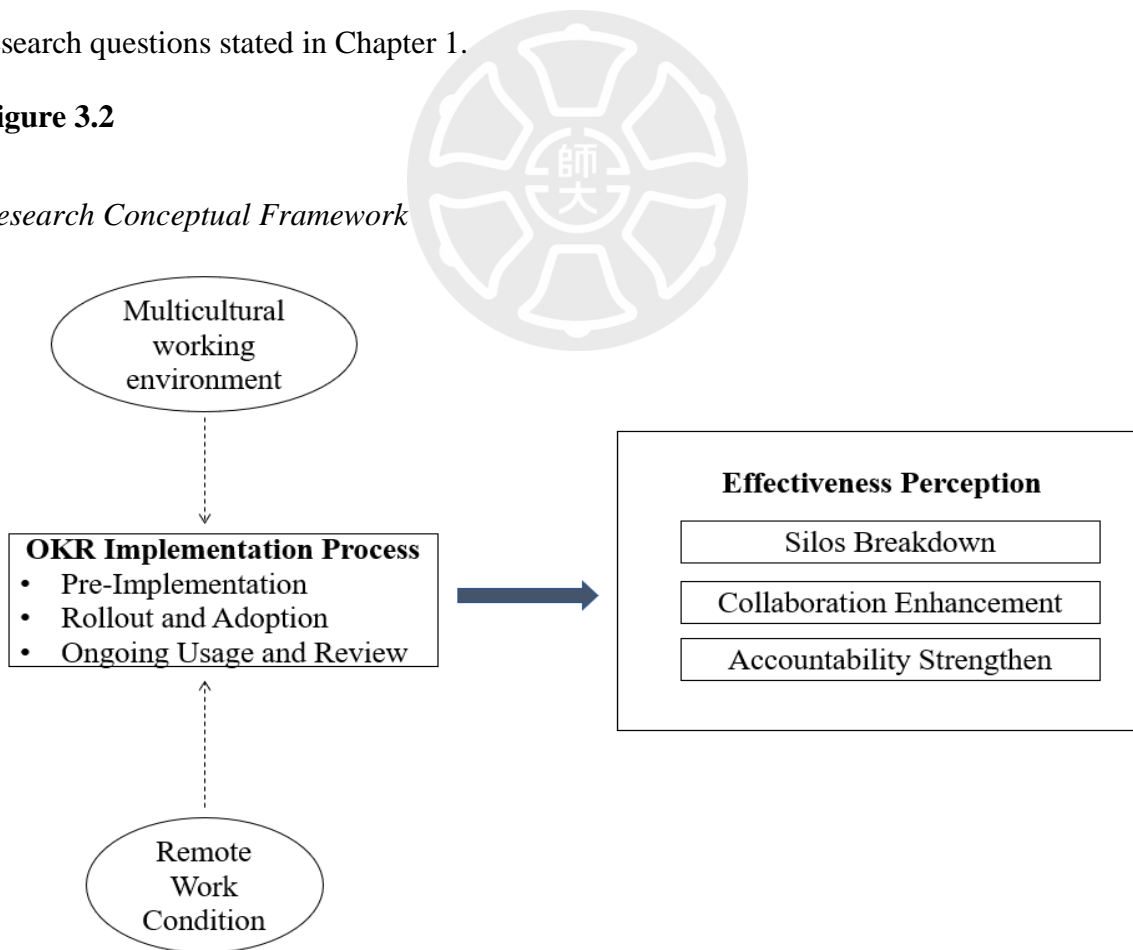 esearch questions stated in Chapter 1.
igure 3.2
esearch Conceptual Framework
師
大
Multicultural
working
environment
OKR Implementation Process
• Pre-Implementation
• Rollout and Adoption
• Ongoing Usage and Review
Effectiveness Perception
Silos Breakdown
Collaboration Enhancement
Accountability Strengthen
Remote
Work
Condition